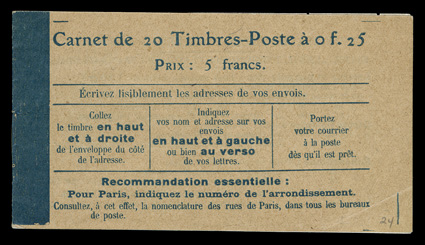 Carnet de 20 Timbres-Poste à 0 f. 25
PRIX : 5 francs.
Écrivez lisiblement les adresses de vos envois.
Collez
le timbre en haut
et à droite
de l'enveloppe du côté
de l'adresse.
Indiquez
vos nom et adresse sur vos
envois
en haut et à gauche
ou bien au verso
de vos lettres.
Portez
votre courrier
à la poste
dès qu'il est prêt.
Recommandation essentielle :
Pour Paris, indiquez le numéro de l'arrondissement.
Consultez, à cet effet, la nomenclature des rues de Paris, dans tous les bureaux
de poste.
24